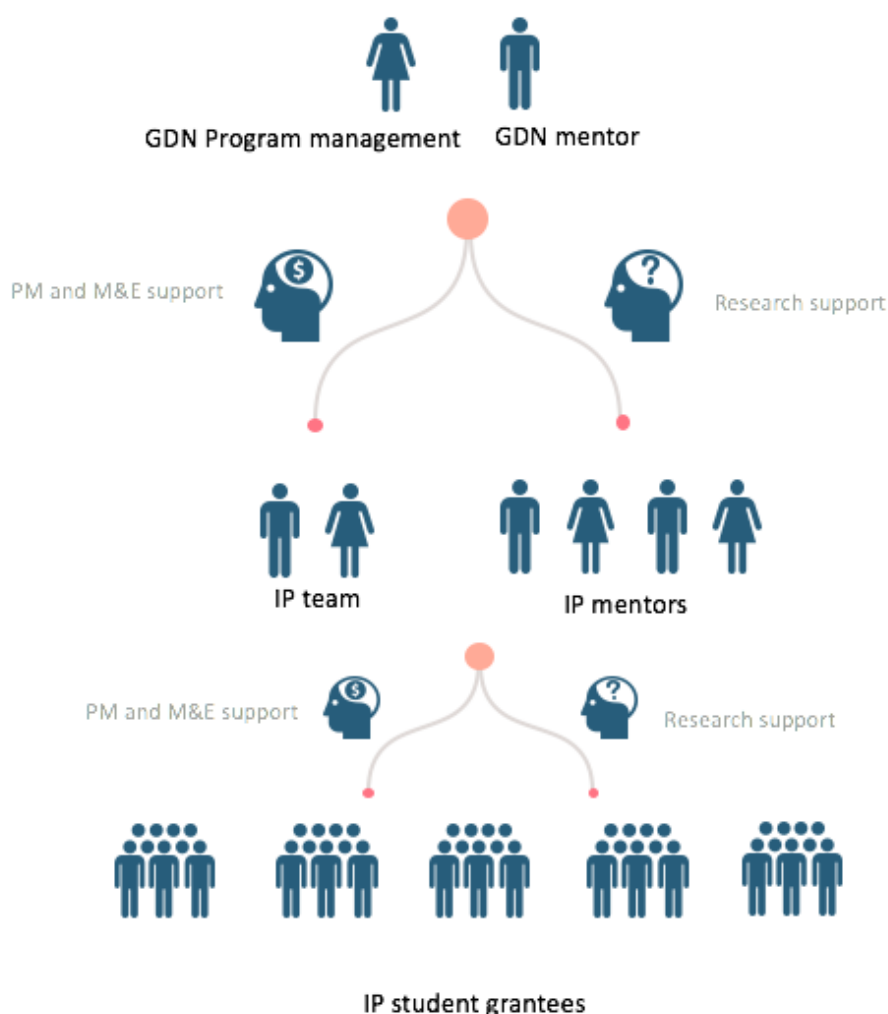 GDN Program management
GDN mentor
$
?
PM and M&E support
Research support
IP team
IP mentors
$
?
PM and M&E support
Research support
IP student grantees